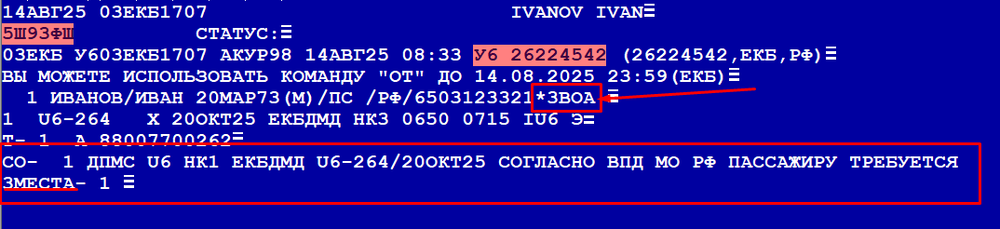 14АВГ25 03ЕКБ1707 IVANOV IVAN
5Ш93ФШ СТАТУС:
03ЕКБ У603ЕКБ1707 АКУР98 14АВГ25 08:33 У6 26224542 (26224542,ЕКБ,РФ)
ВЫ МОЖЕТЕ ИСПОЛЬЗОВАТЬ КОМАНДУ "ОТ" ДО 14.08.2025 23:59(ЕКБ)
1 ИВАНОВ/ИВАН 20МАР73(М)/ПС /РФ/6503123321*3ВОА
1 U6-264 Х 20ОКТ25 ЕКБДМД НК3 0650 0715 IU6 Э
Т- 1 А 88007700262
СО- 1 ДПМС U6 НК1 ЕКБДМД U6-264/20ОКТ25 СОГЛАСНО ВПД МО РФ ПАССАЖИРУ ТРЕБУЕТСЯ
3МЕСТА- 1